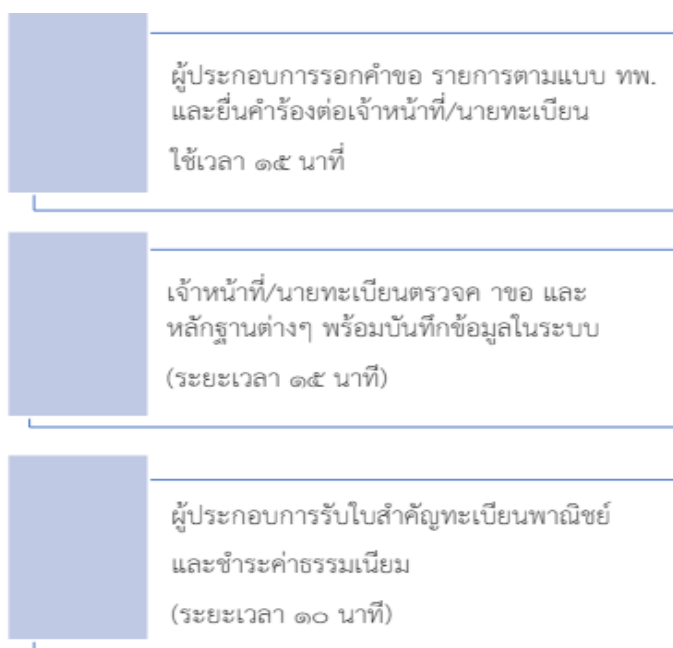 ผู้ประกอบการรอกคำขอ รายการตามแบบ ทพ.
และยื่นคำร้องต่อเจ้าหน้าที่/นายทะเบียน
ใช้เวลา ๑๕ นาที่
เจ้าหน้าที่/นายทะเบียนตรวจค าขอ และ
หลักฐานต่างๆ พร้อมบันทึกข้อมูลในระบบ
(ระยะเวลา ๑๕ นาที)
ผู้ประกอบการรับใบสำคัญทะเบียนพาณิชย์
และชำระค่าธรรมเนียม
(ระยะเวลา ๑๐ นาที)